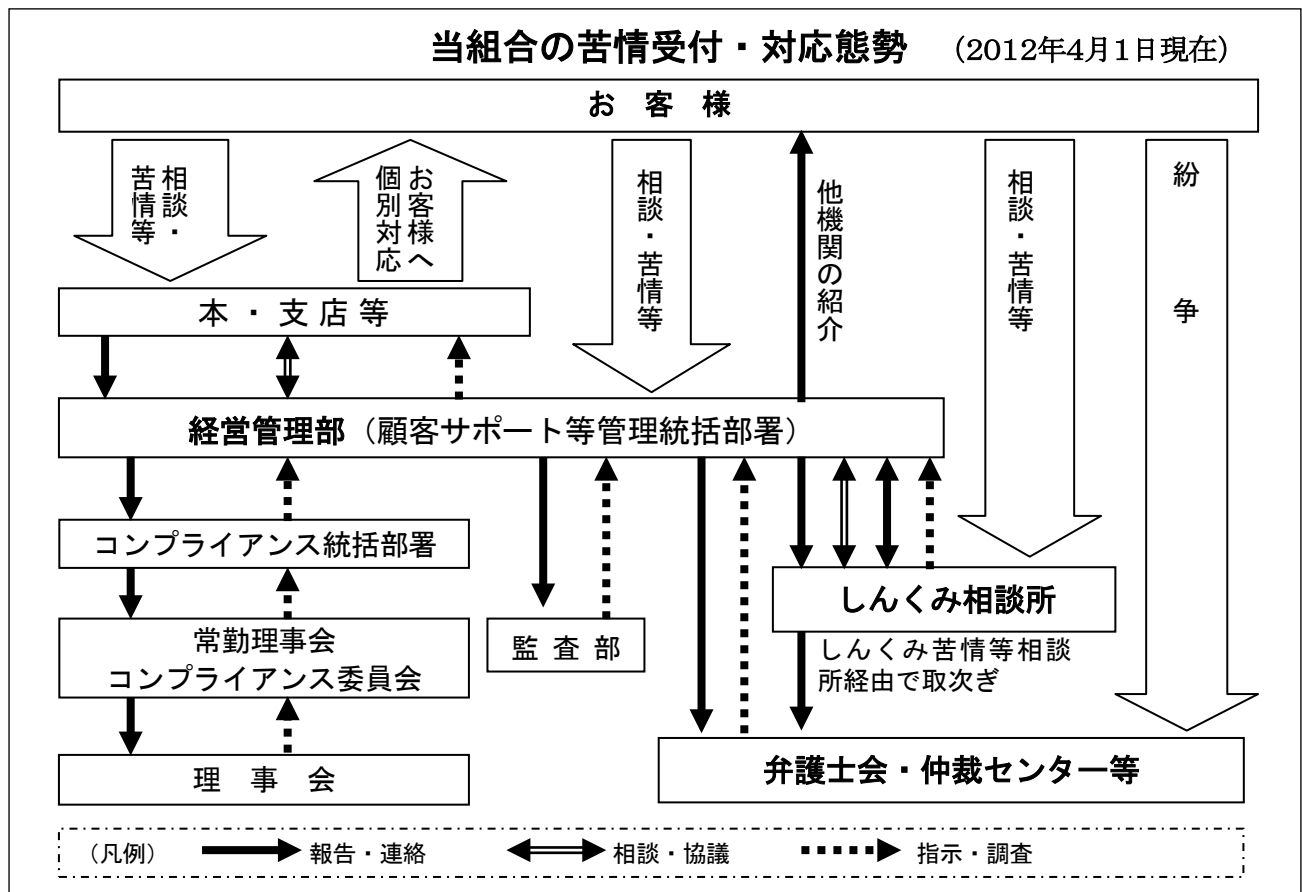 当組合の苦情受付・対応態勢 (2012年4月1日現在)
お 客 様
相談・
苦情等
お客様へ
個別対応
相談・苦情等
他機関の紹介
相談・苦情等
紛 争
本・支店等
経営管理部(顧客サポート等管理統括部署)
コンプライアンス統括部署
しんくみ相談所
常勤理事会
コンプライアンス委員会
監 査 部
しんくみ苦情等相談
所経由で取次ぎ
理 事 会
弁護士会・仲裁センター等
(凡例) 報告・連絡 相談・協議 指示・調査